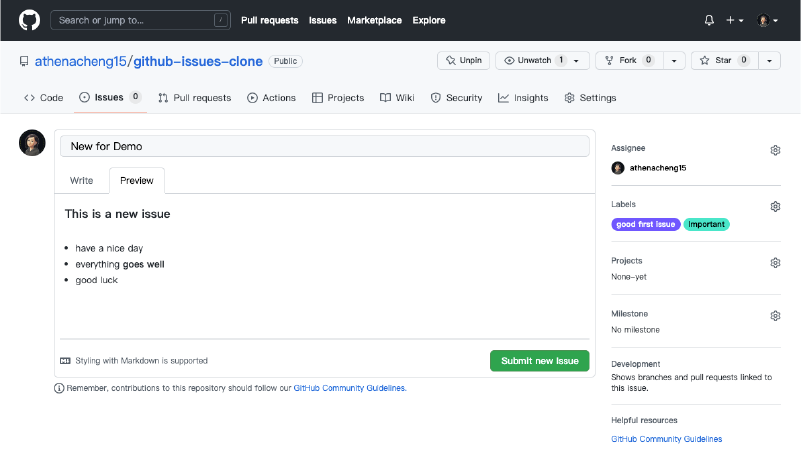 Search or jump to... /
Pull requests Issues Marketplace Explore
athenacheng15/github-issues-clone Public
Unpin Unwatch 1 Fork 0 Star 0
Code Issues 0 Pull requests Actions Projects Wiki Security Insights Settings
New for Demo
Write Preview
This is a new issue
• have a nice day
• everything goes well
• good luck
Styling with Markdown is supported
Submit new issue
Remember, contributions to this repository should follow our GitHub Community Guidelines.
Assignee
athenacheng15
Labels
good first issue Important
Projects
None-yet
Milestone
No milestone
Development
Shows branches and pull requests linked to
this issue.
Helpful resources
GitHub Community Guidelines